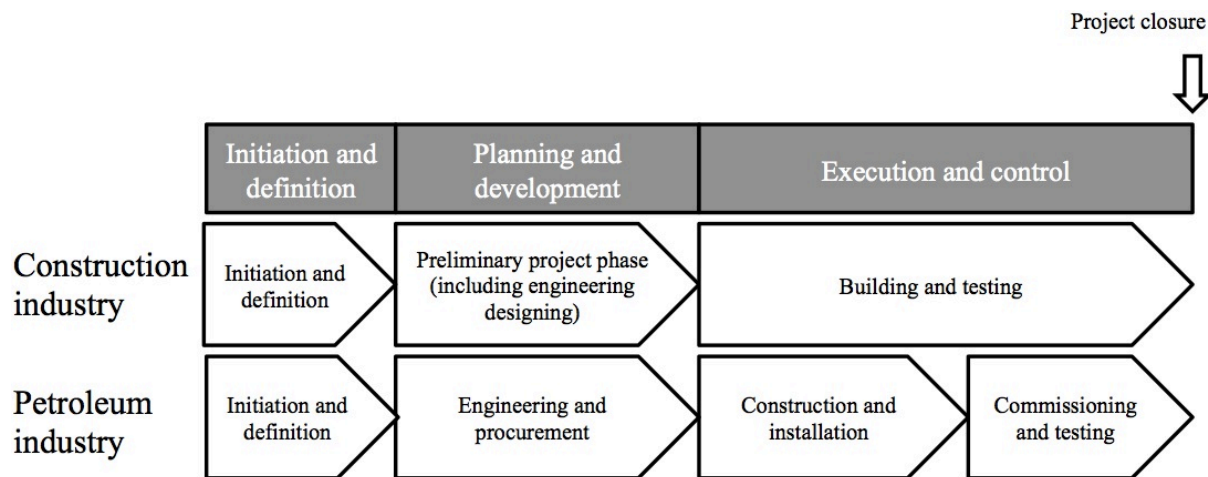 Project closure
Initiation and
definition
Planning and
development
Execution and control
Construction
industry
Initiation and
definition
Preliminary project phase
(including engineering
designing)
Building and testing
Petroleum
industry
Initiation and
definition
Engineering and
procurement
Construction and
installation
Commissioning
and testing